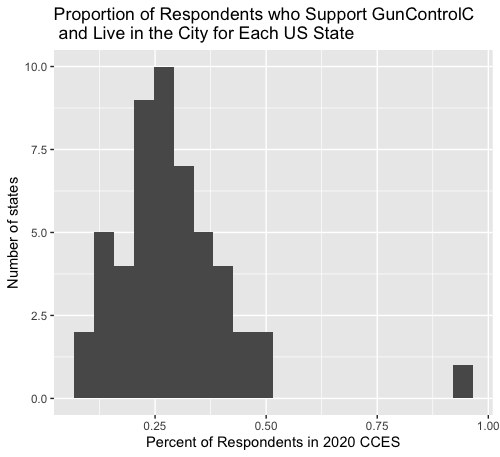 Proportion of Respondents who Support GunControlC
and Live in the City for Each US State
10.0
7.5
5.0
2.5
0.0
Number of states
0.25
0.50
0.75
1.00
Percent of Respondents in 2020 CCES